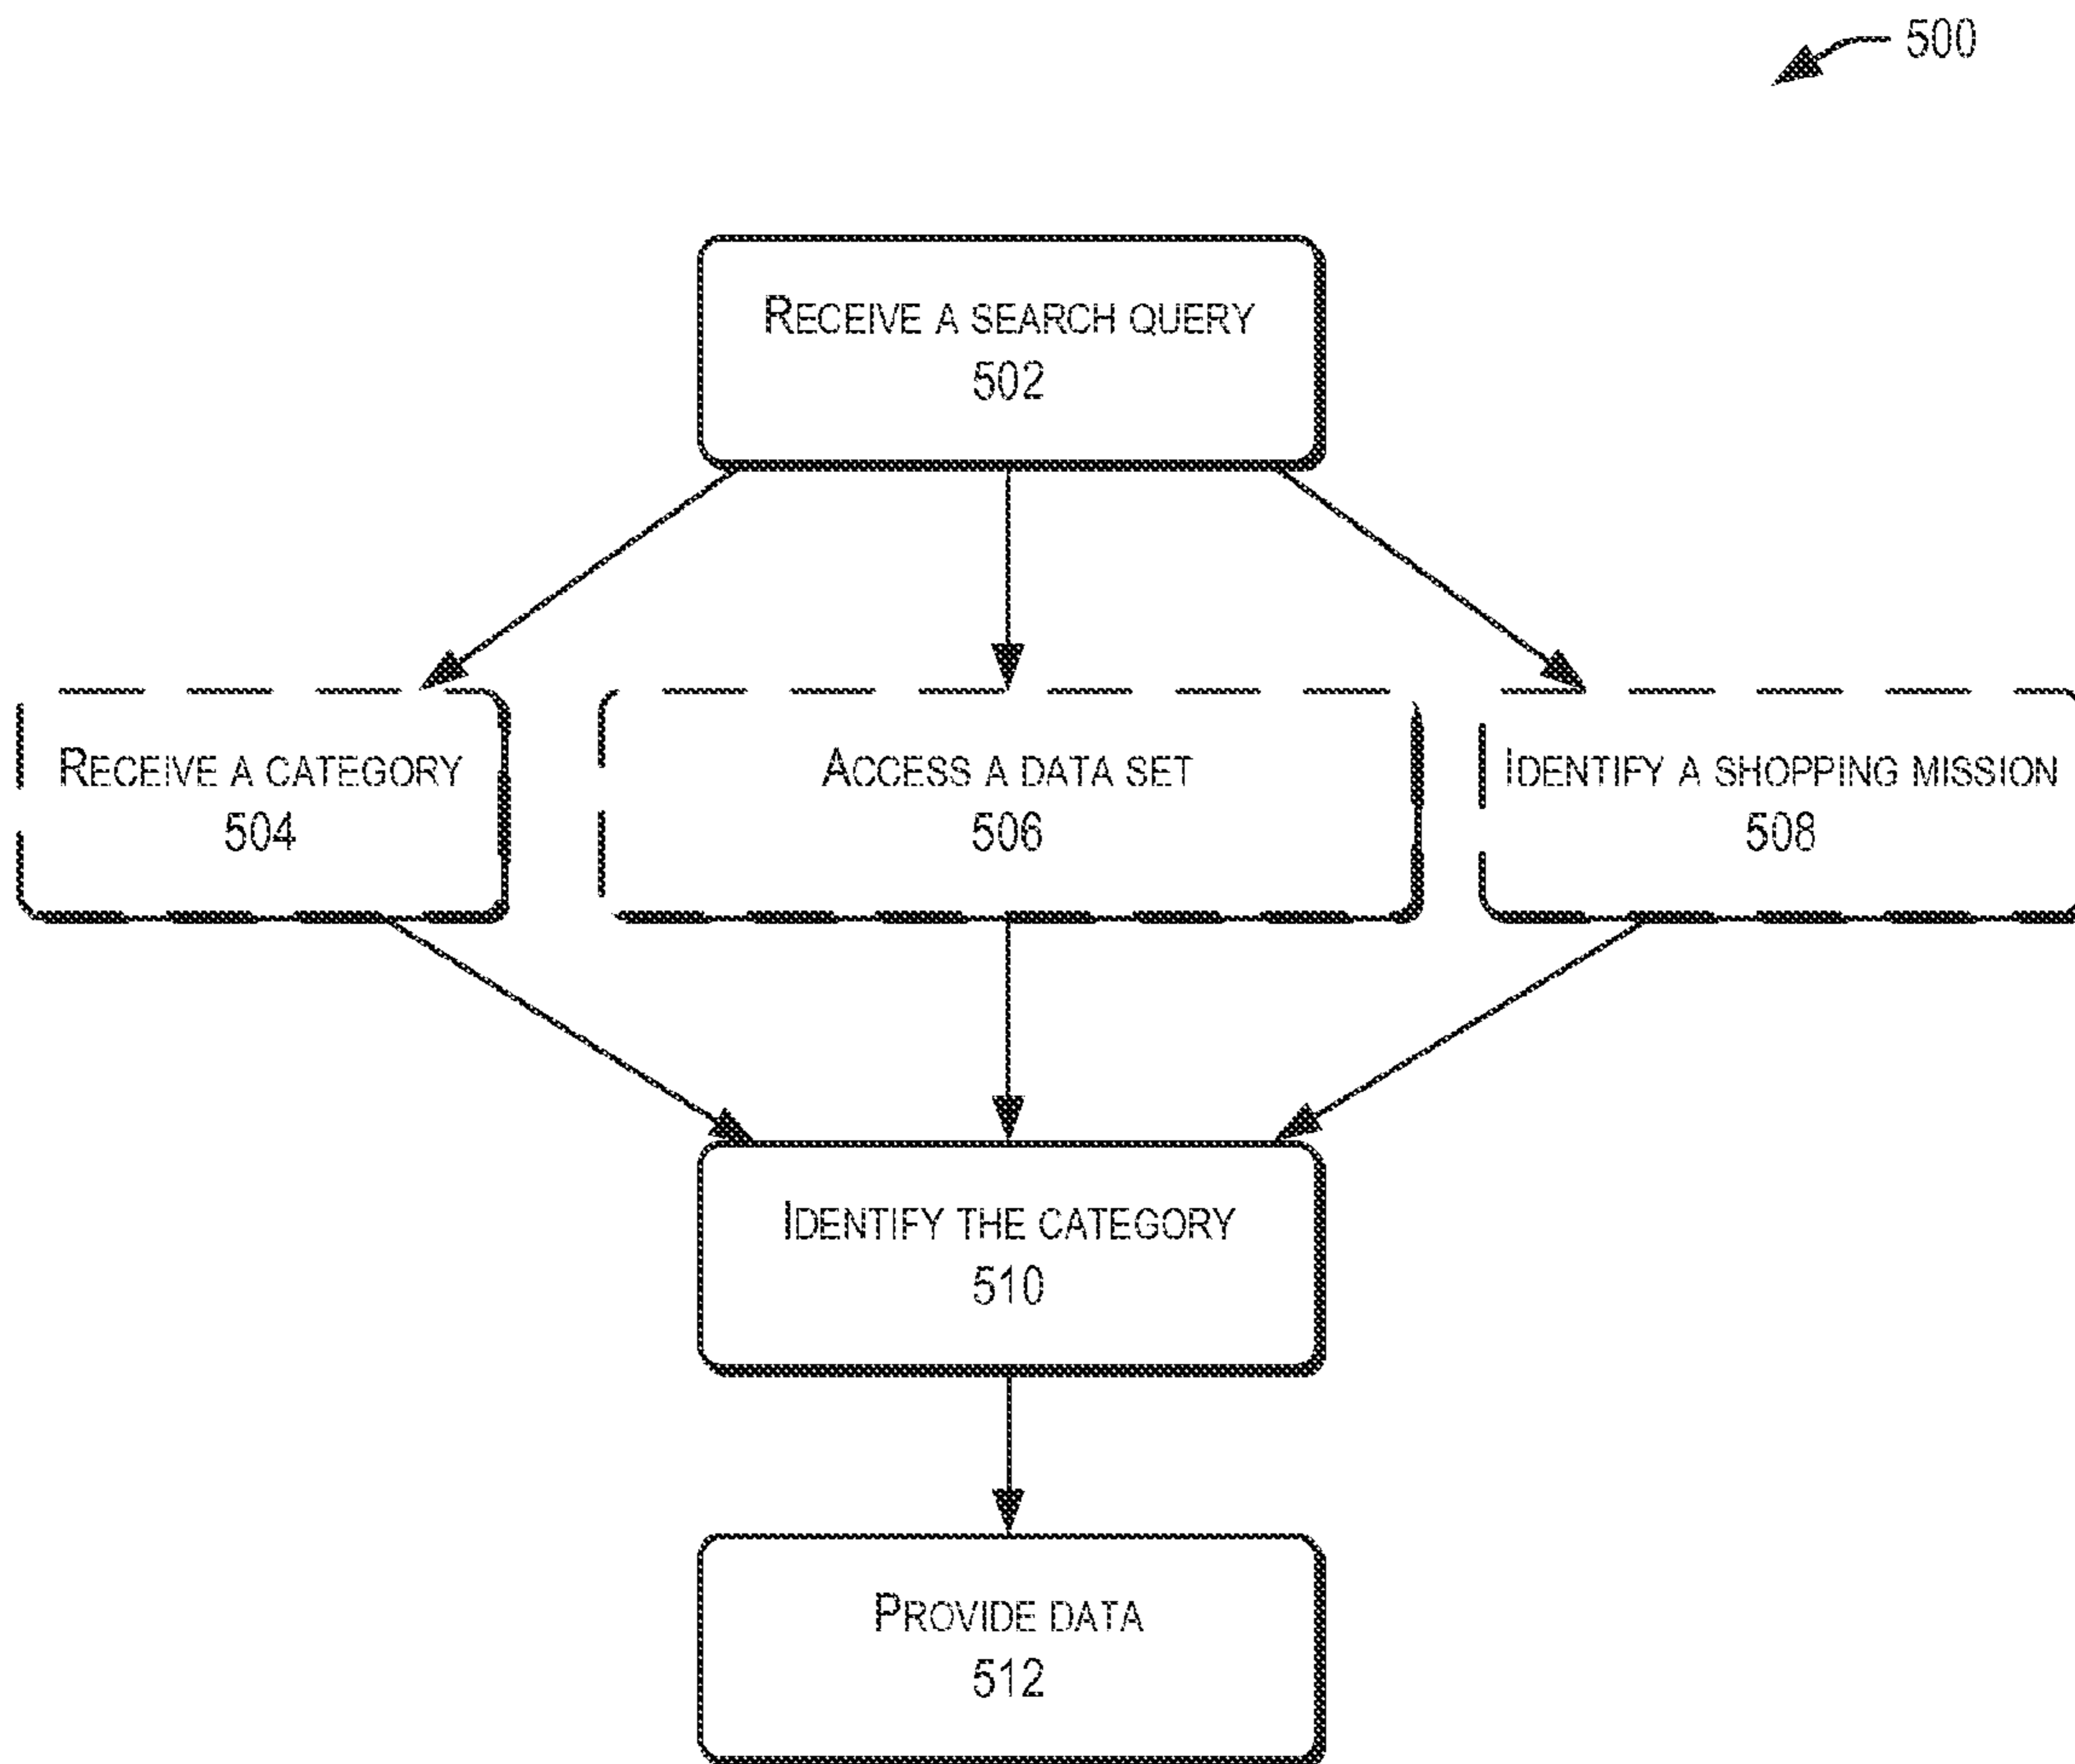 500
RECEIVE A SEARCH QUERY
502
RECEIVE A CATEGORY
504
ACCESS A DATA SET
506
IDENTIFY A SHOPPING MISSION
508
IDENTIFY THE CATEGORY
510
PROVIDE DATA
512